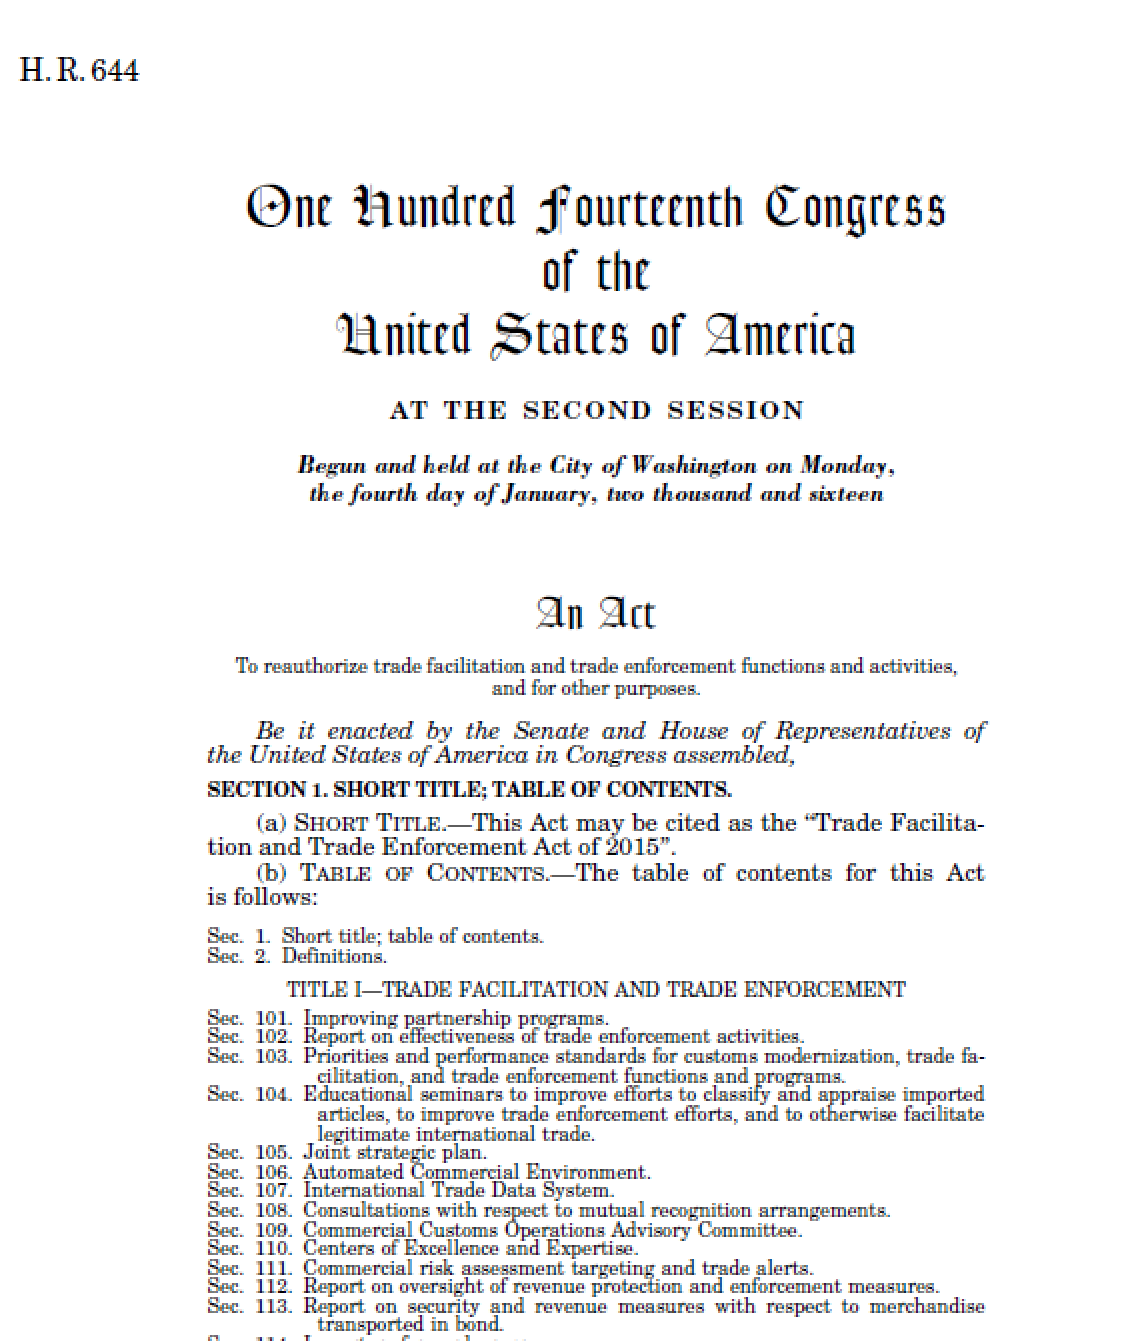 H. R. 644
One Hundred Fourteenth Congress
of the
United States of America
AT THE SECOND SESSION
Begun and held at the City of Washington on Monday,
the fourth day of January, two thousand and sixteen
An Act
To reauthorize trade facilitation and trade enforcement functions and activities,
and for other purposes.
Be it enacted by the Senate and House of Representatives of
the United States of America in Congress assembled,
SECTION 1. SHORT TITLE; TABLE OF CONTENTS.
(a) SHORT TITLE.—This Act may be cited as the “Trade Facilita-
tion and Trade Enforcement Act of 2015”.
(b) TABLE OF CONTENTS.—The table of contents for this Act
is follows:
Sec. 1. Short title; table of contents.
Sec. 2. Definitions.
TITLE I—TRADE FACILITATION AND TRADE ENFORCEMENT
Sec. 101. Improving partnership programs.
Sec. 102. Report on effectiveness of trade enforcement activities.
Sec. 103. Priorities and performance standards for customs modernization, trade fa-
cilitation, and trade enforcement functions and programs.
Sec. 104. Educational seminars to improve efforts to classify and appraise imported
articles, to improve trade enforcement efforts, and to otherwise facilitate
legitimate international trade.
Sec. 105. Joint strategic plan.
Sec. 106. Automated Commercial Environment.
Sec. 107. International Trade Data System.
Sec. 108. Consultations with respect to mutual recognition arrangements.
Sec. 109. Commercial Customs Operations Advisory Committee.
Sec. 110. Centers of Excellence and Expertise.
Sec. 111. Commercial risk assessment targeting and trade alerts.
Sec. 112. Report on oversight of revenue protection and enforcement measures.
Sec. 113. Report on security and revenue measures with respect to merchandise
transported in bond.